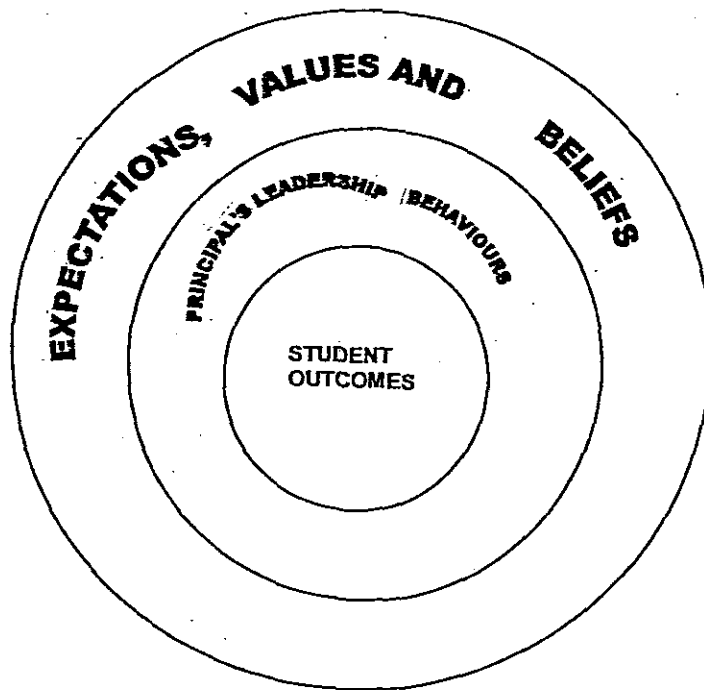 EXPECTATIONS, VALUES AND BELIEFS
PRINCIPAL'S LEADERSHIP BEHAVIOURS
STUDENT
OUTCOMES